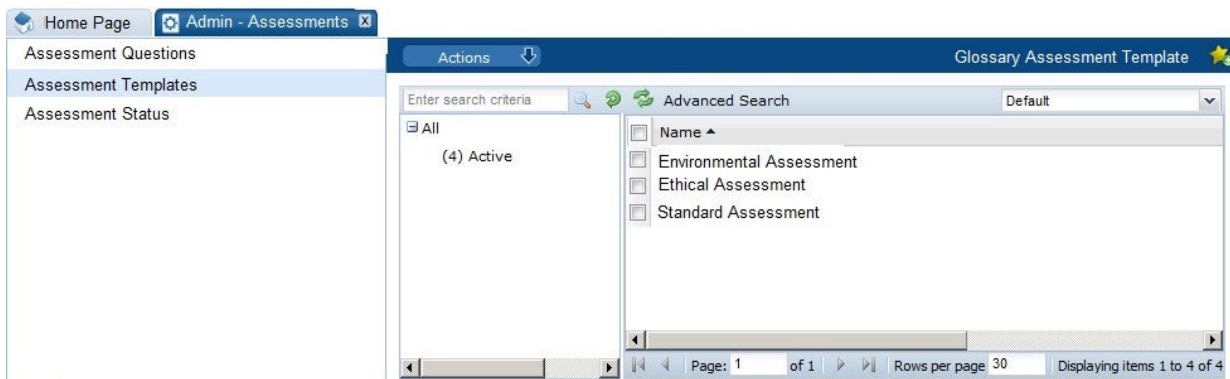 Home Page Admin - Assessments
Assessment Questions
Assessment Templates
Assessment Status
Actions Glossary Assessment Template
Enter search criteria Advanced Search Default
All
(4) Active
Name
Environmental Assessment
Ethical Assessment
Standard Assessment
Page: 1 of 1 Rows per page 30 Displaying items 1 to 4 of 4